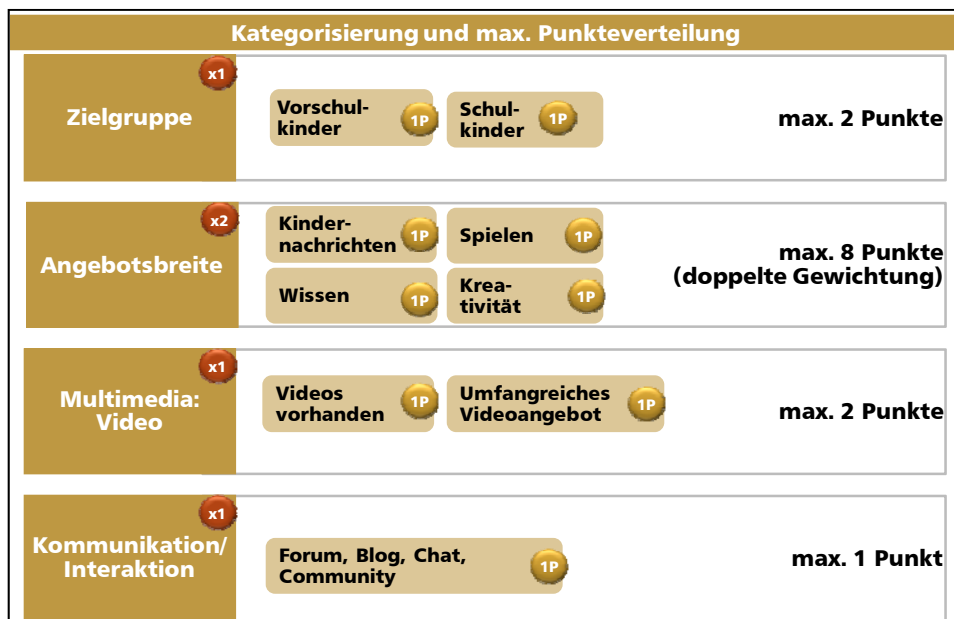 Kategorisierung und max. Punkteverteilung
x1
Zielgruppe
Vorschul-
kinder
1P
Schul-
kinder
1P
max. 2 Punkte
x2
Angebotsbreite
Kinder-
nachrichten
1P
Spielen
1P
Wissen
1P
Krea-
tivität
1P
max. 8 Punkte
(doppelte Gewichtung)
x1
Multimedia:
Video
Videos
vorhanden
1P
Umfangreiches
Videoangebot
1P
max. 2 Punkte
x1
Kommunikation/
Interaktion
Forum, Blog, Chat,
Community
1P
max. 1 Punkt